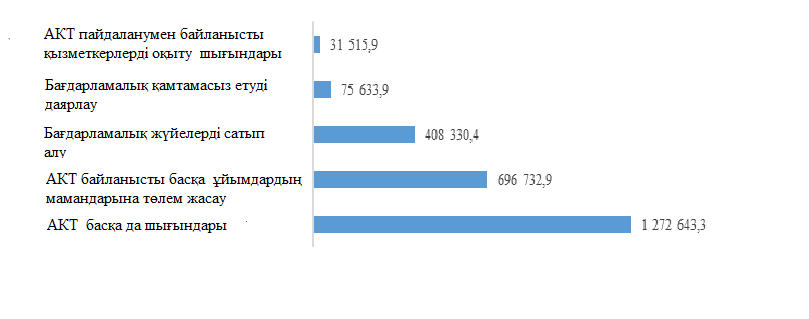 АКТ пайдаланумен байланысты
қызметкерлерді оқыту шығындары
31 515,9
Бағдарламалық қамтамасыз етуді
даярлау
75 633,9
Бағдарламалық жүйелерді сатып
алу
408 330,4
АКТ байланысты басқа ұйымдардың
мамандарына төлем жасау
696 732,9
АКТ басқа да шығындары
1 272 643,3